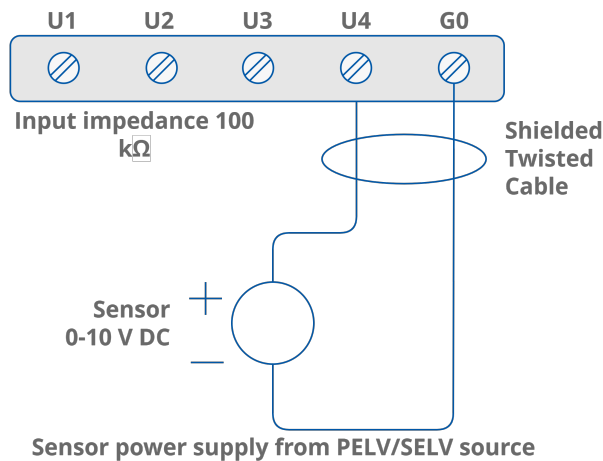 U1 U2 U3 U4 G0
Input impedance 100
kΩ
Shielded
Twisted
Cable
Sensor
0-10 V DC
Sensor power supply from PELV/SELV source